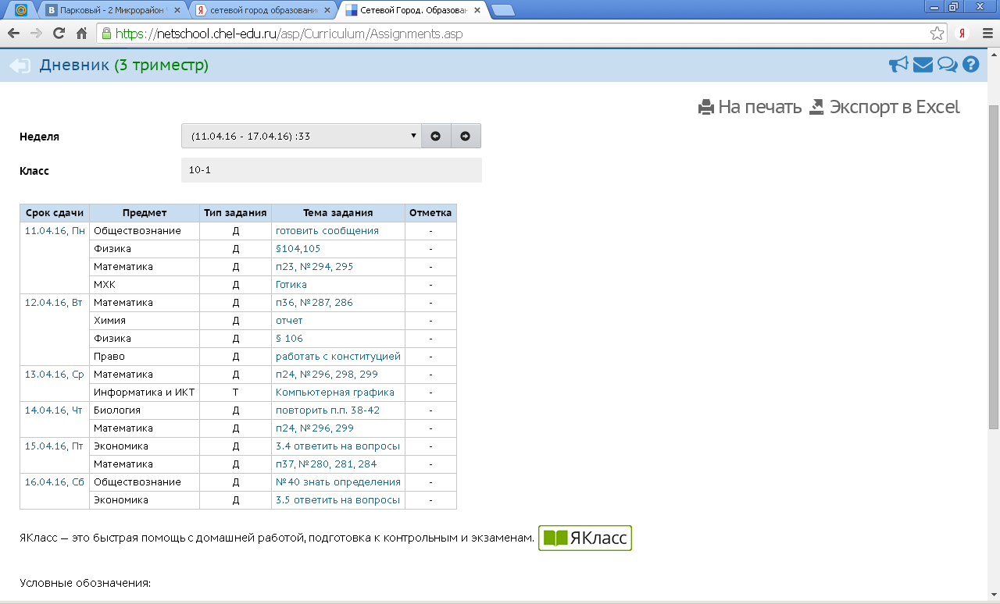 Парковый - 2 Микрорайон
сетевой город образовани
Сетевой Город. Образован
https://netschool.chel-edu.ru/asp/Curriculum/Assignments.asp
Дневник (3 триместр)
На печать Экспорт в Excel
Неделя (11.04.16 - 17.04.16) :33
Класс 10-1
Срок сдачи Предмет Тип задания Тема задания Отметка
11.04.16, Пн Обществознание Д готовить сообщения -
Физика Д §104,105 -
Математика Д п23, №294, 295 -
МХК Д Готика -
12.04.16, Вт Математика Д п36, №287, 286 -
Химия Д отчет -
Физика Д § 106 -
Право Д работать с конституцией -
13.04.16, Ср Математика Д п24, №296, 298, 299 -
Информатика и ИКТ Т Компьютерная графика -
14.04.16, Чт Биология Д повторить п.п. 38-42 -
Математика Д п24, №296, 299 -
15.04.16, Пт Экономика Д 3.4 ответить на вопросы -
Математика Д п37, №280, 281, 284 -
16.04.16, Сб Обществознание Д №40 знать определения -
Экономика Д 3.5 ответить на вопросы -
ЯКласс — это быстрая помощь с домашней работой, подготовка к контрольным и экзаменам. ЯКласс
Условные обозначения: